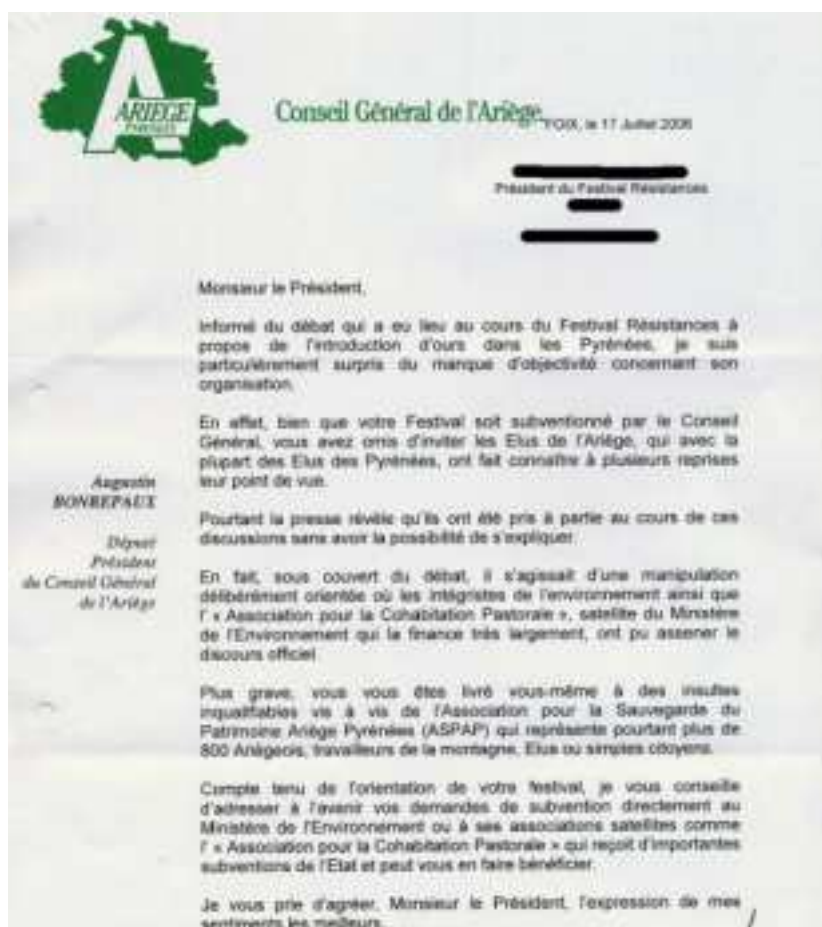 ARIEGE
PYRENEES
Conseil Général de l'Ariège
FOIX, le 17 Juillet 2006
Président du Festival Résistances
Monsieur le Président,
Informé du débat qui a eu lieu au cours du Festival Résistances à
propos de l'introduction d'ours dans les Pyrénées, je suis
particulièrement surpris du manque d'objectivité concernant son
organisation.
En effet, bien que votre Festival soit subventionné par le Conseil
Général, vous avez omis d'inviter les Elus de l'Ariège, qui avec la
plupart des Elus des Pyrénées, ont fait connaître à plusieurs reprises
leur point de vue.
Augustin
BONREPAUX
Député
Président
du Conseil Général
de l'Ariège
Pourtant la presse révèle qu'ils ont été pris à partie au cours de ces
discussions sans avoir la possibilité de s'expliquer.
En fait, sous couvert du débat, il s'agissait d'une manipulation
délibérément orientée où les intégristes de l'environnement ainsi que
l' « Association pour la Cohabitation Pastorale », satellite du Ministère
de l'Environnement qui la finance très largement, ont pu assener le
discours officiel.
Plus grave, vous vous êtes livré vous-même à des insultes
inqualifiables vis à vis de l'Association pour la Sauvegarde du
Patrimoine Ariège Pyrénées (ASPAP) qui représente pourtant plus de
800 Ariégeois, travailleurs de la montagne, Elus ou simples citoyens.
Compte tenu de l'orientation de votre festival, je vous conseille
d'adresser à l'avenir vos demandes de subvention directement au
Ministère de l'Environnement ou à ses associations satellites comme
l' « Association pour la Cohabitation Pastorale » qui reçoit d'importantes
subventions de l'Etat et peut vous en faire bénéficier.
Je vous prie d'agréer, Monsieur le Président, l'expression de mes
sentiments les meilleurs.